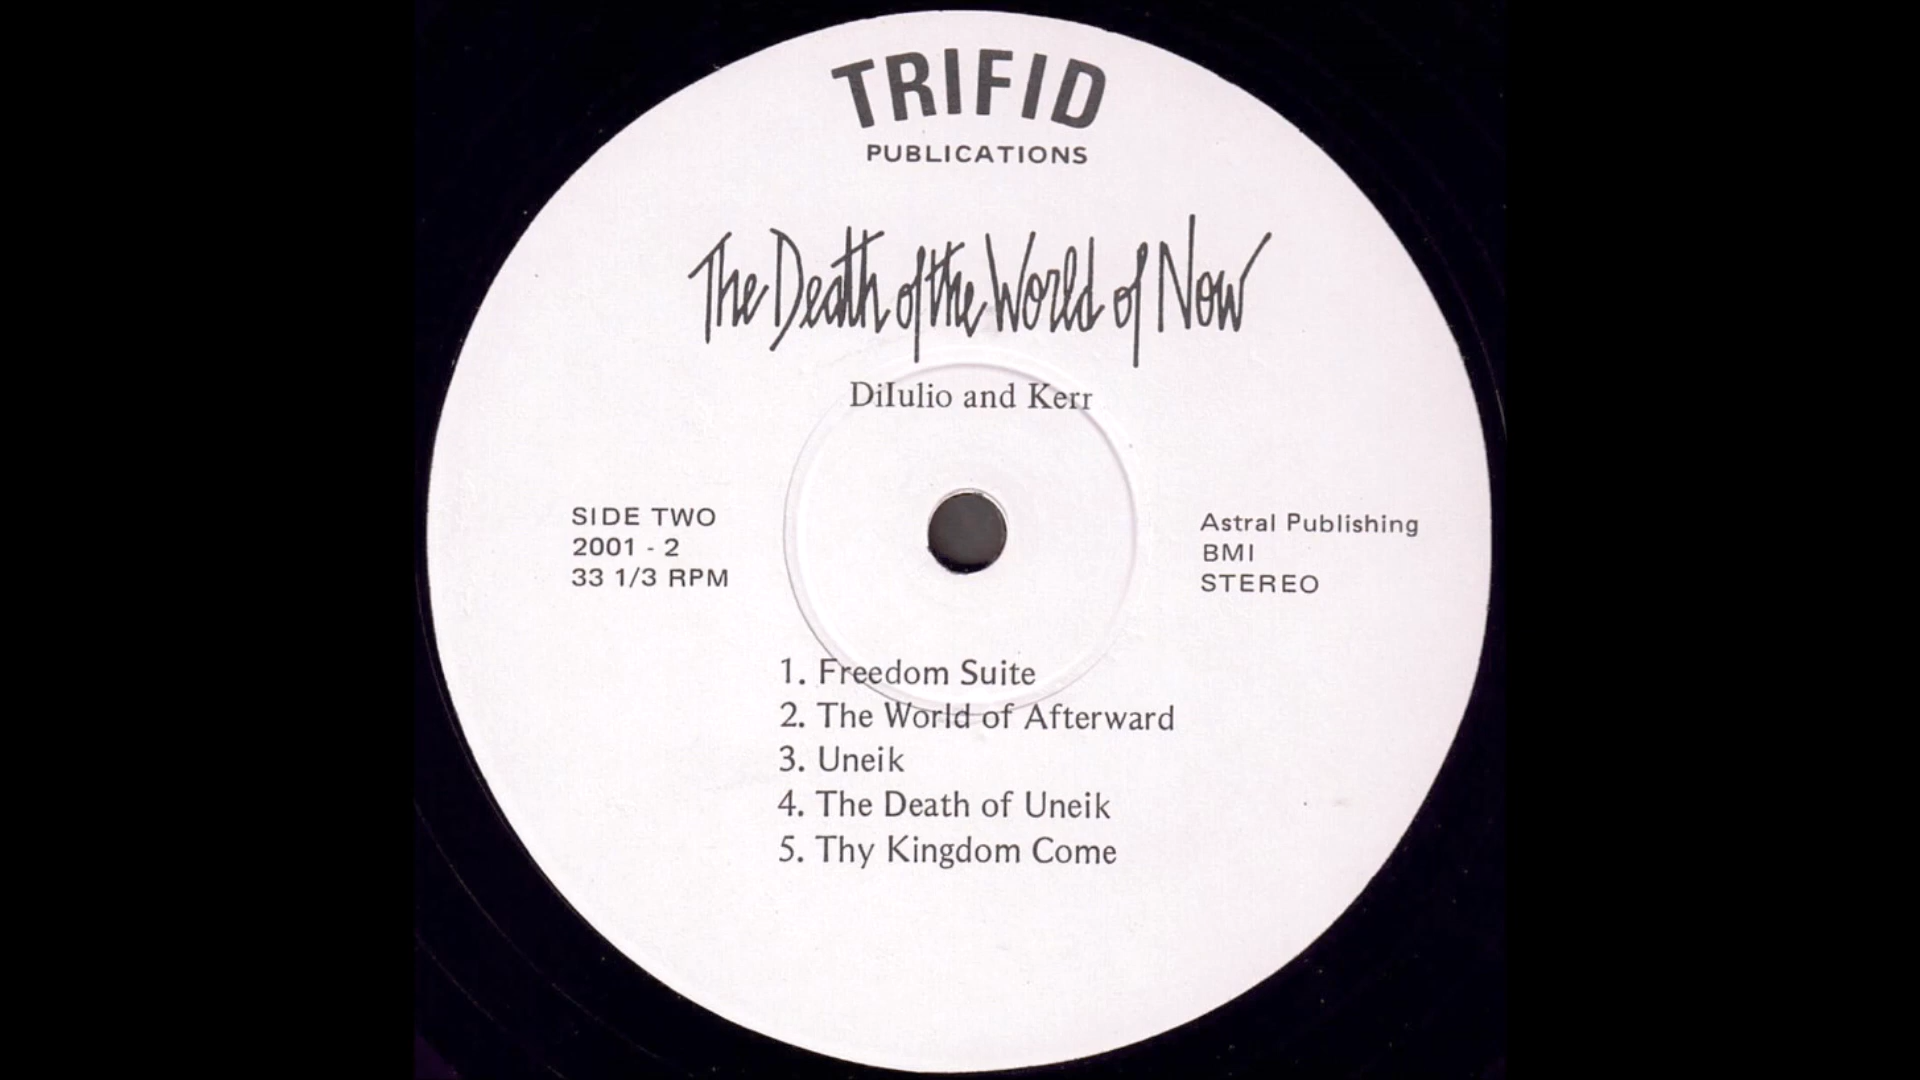 TRIFID
PUBLICATIONS
The Death of the World of Now
DiIulio and Kerr
SIDE TWO
2001 - 2
33 1/3 RPM
Astral Publishing
BMI
STEREO
1. Freedom Suite
2. The World of Afterward
3. Uneik
4. The Death of Uneik
5. Thy Kingdom Come